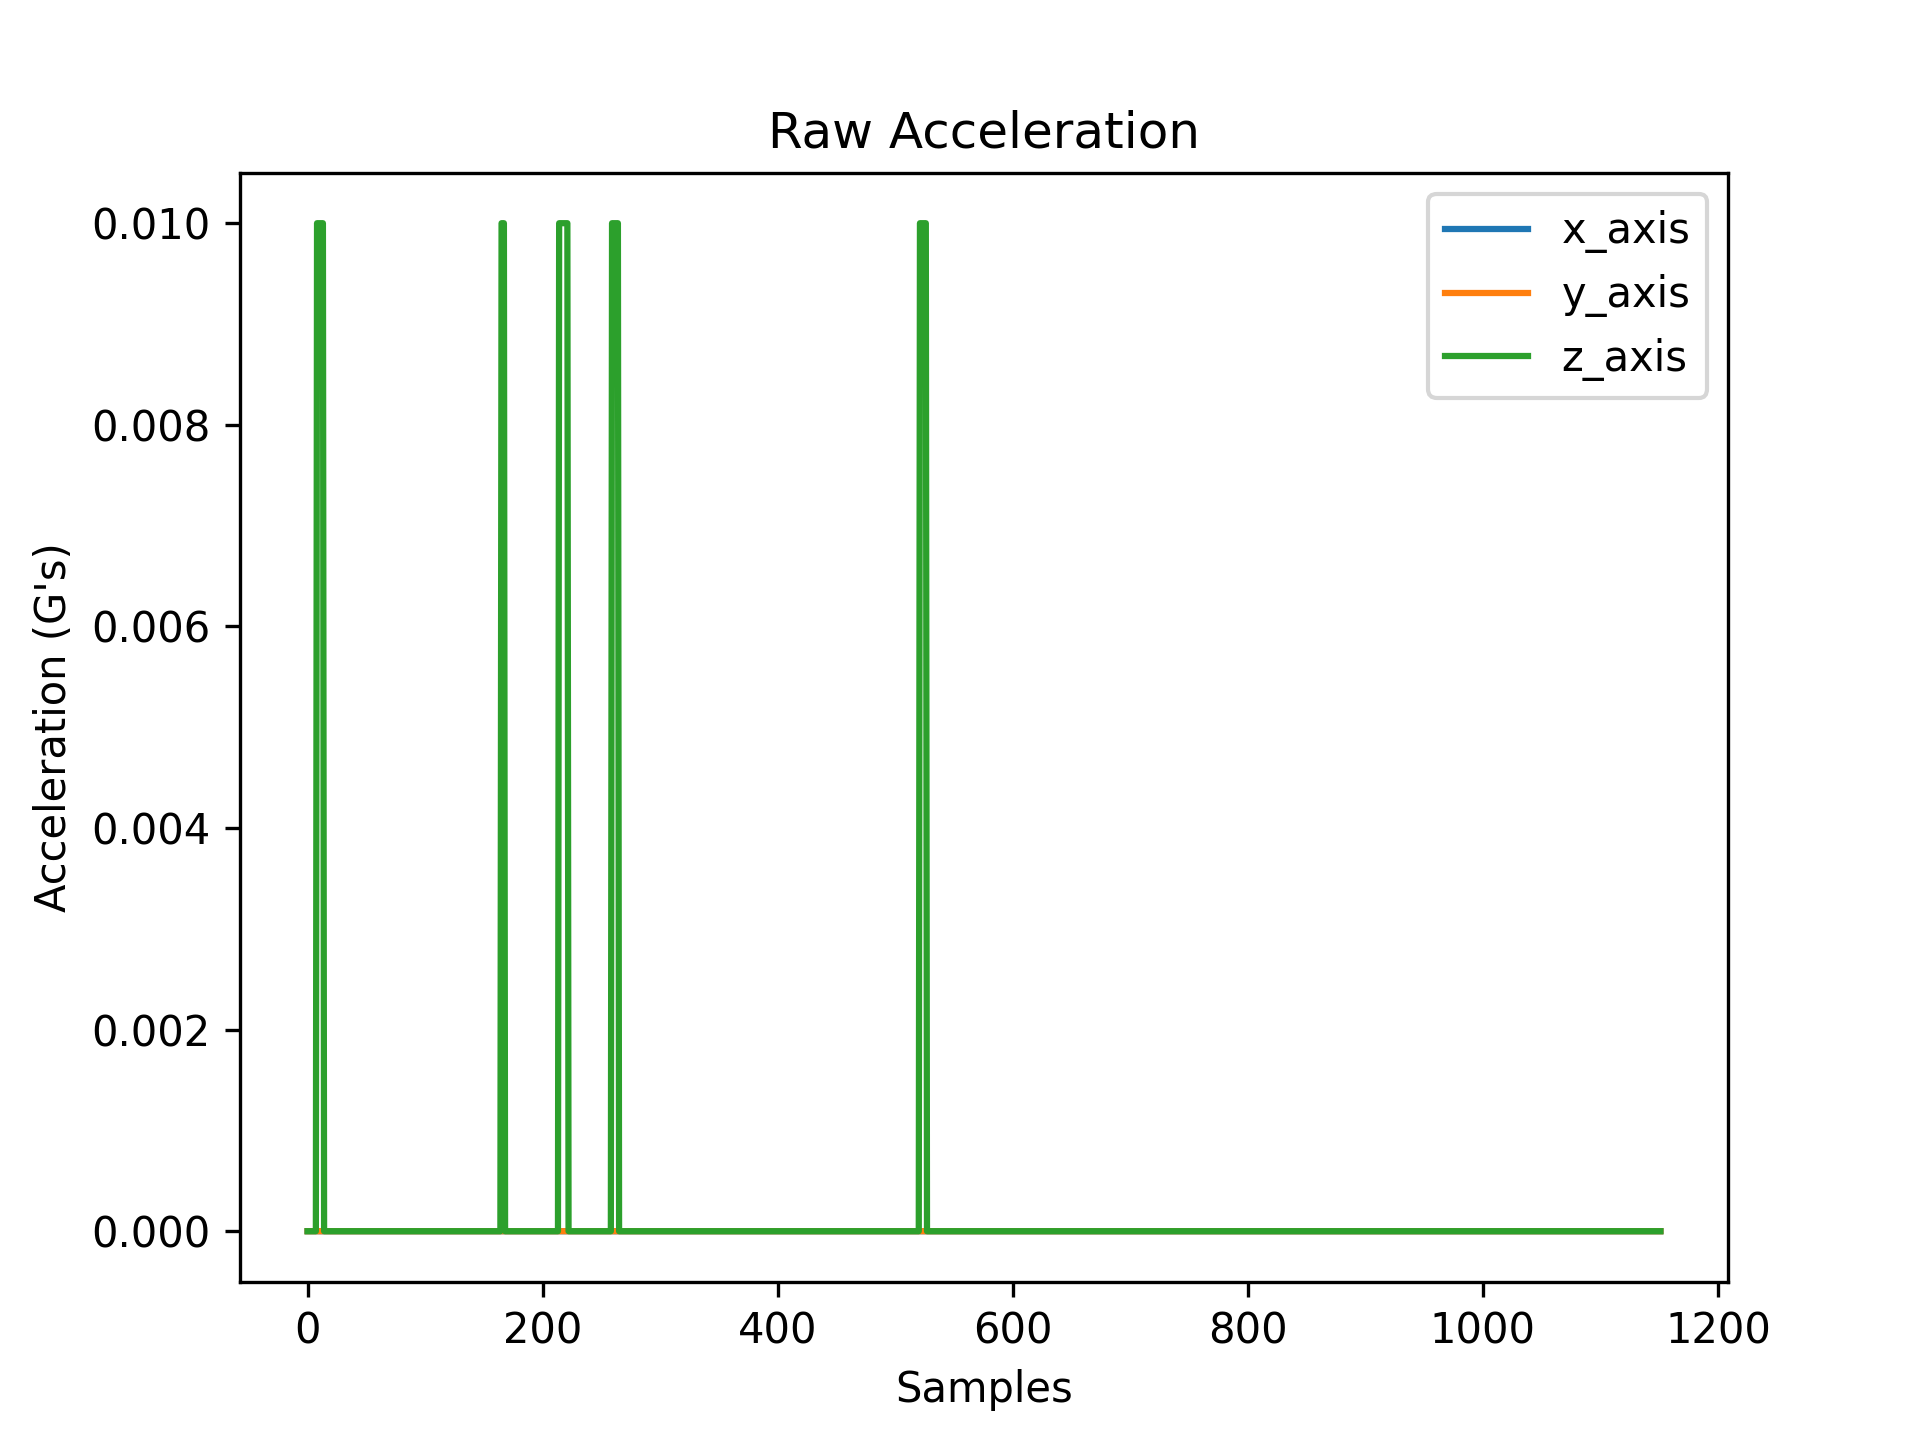 Raw Acceleration
0.010
0.008
0.006
0.004
0.002
0.000
Acceleration (G's)
x_axis
y_axis
z_axis
0 200 400 600 800 1000 1200
Samples